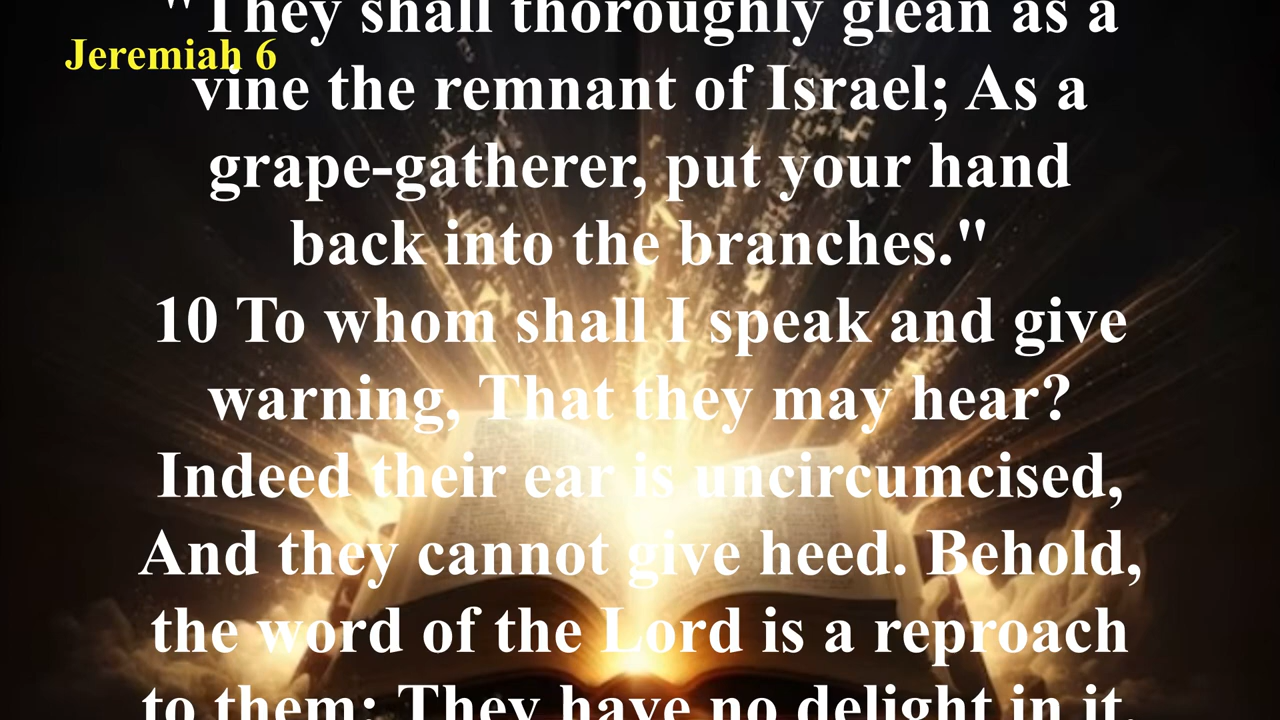 "They shall thoroughly glean as a
Jeremiah 6
vine the remnant of Israel; As a
grape-gatherer, put your hand
back into the branches."
10 To whom shall I speak and give
warning, That they may hear?
Indeed their ear is uncircumcised,
And they cannot give heed. Behold,
the word of the Lord is a reproach
to them; They have no delight in it.